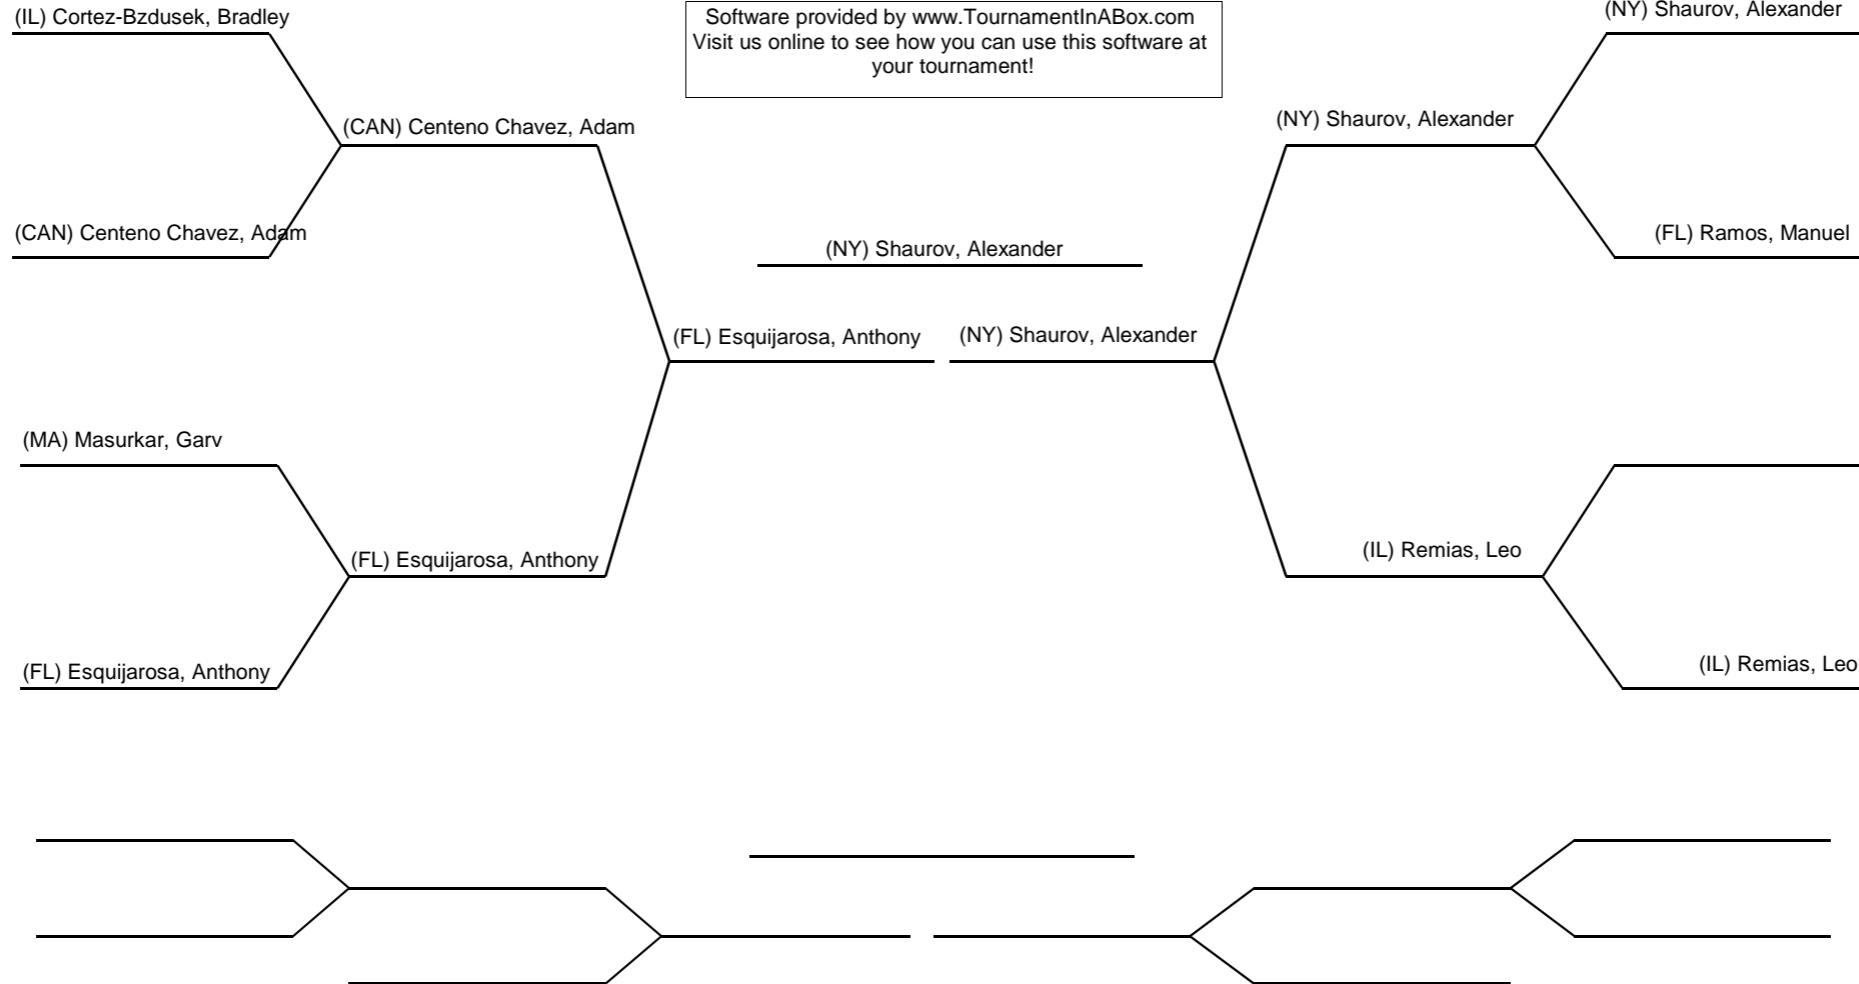 (IL) Cortez-Bzdusek, Bradley
Software provided by www.TournamentInABox.com
Visit us online to see how you can use this software at
your tournament!
(NY) Shaurov, Alexander
(CAN) Centeno Chavez, Adam
(NY) Shaurov, Alexander
(CAN) Centeno Chavez, Adam
(NY) Shaurov, Alexander
(FL) Ramos, Manuel
(FL) Esquijarosa, Anthony
(NY) Shaurov, Alexander
(MA) Masurkar, Garv
(FL) Esquijarosa, Anthony
(IL) Remias, Leo
(FL) Esquijarosa, Anthony
(IL) Remias, Leo